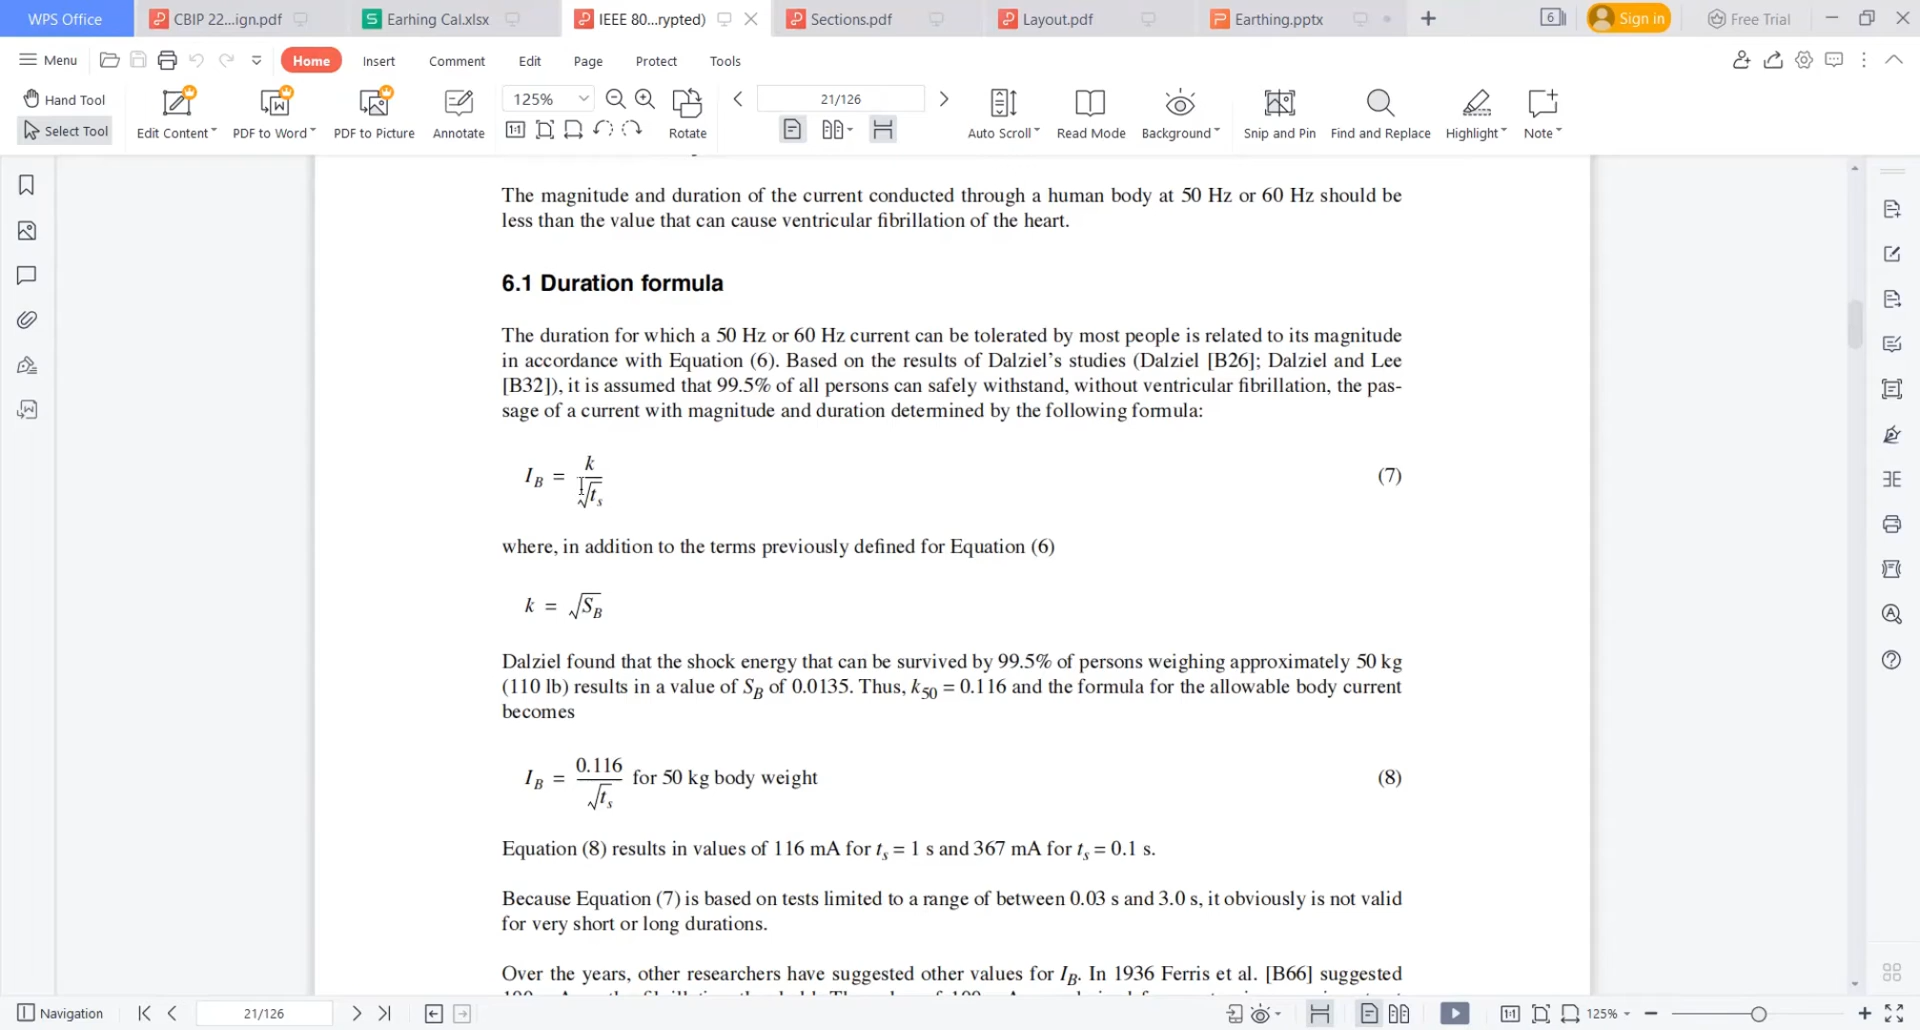 WPS Office
CBIP 22...ign.pdf
Earhing Cal.xlsx
IEEE 80...rypted)
Sections.pdf
Layout.pdf
Earthing.pptx
6
Sign in
Free Trial
Menu
Home
Insert
Comment
Edit
Page
Protect
Tools
Hand Tool
Select Tool
Edit Content
PDF to Word
PDF to Picture
Annotate
125%
Rotate
21/126
Auto Scroll
Read Mode
Background
Snip and Pin
Find and Replace
Highlight
Note
The magnitude and duration of the current conducted through a human body at 50 Hz or 60 Hz should be
less than the value that can cause ventricular fibrillation of the heart.
6.1 Duration formula
The duration for which a 50 Hz or 60 Hz current can be tolerated by most people is related to its magnitude
in accordance with Equation (6). Based on the results of Dalziel’s studies (Dalziel [B26]; Dalziel and Lee
[B32]), it is assumed that 99.5% of all persons can safely withstand, without ventricular fibrillation, the pas-
sage of a current with magnitude and duration determined by the following formula:
I_B = k/√t_s (7)
where, in addition to the terms previously defined for Equation (6)
k = √S_B
Dalziel found that the shock energy that can be survived by 99.5% of persons weighing approximately 50 kg
(110 lb) results in a value of S_B of 0.0135. Thus, k_50 = 0.116 and the formula for the allowable body current
becomes
I_B = 0.116/√t_s for 50 kg body weight (8)
Equation (8) results in values of 116 mA for t_s = 1 s and 367 mA for t_s = 0.1 s.
Because Equation (7) is based on tests limited to a range of between 0.03 s and 3.0 s, it obviously is not valid
for very short or long durations.
Over the years, other researchers have suggested other values for I_B. In 1936 Ferris et al. [B66] suggested
Navigation
21/126
125%